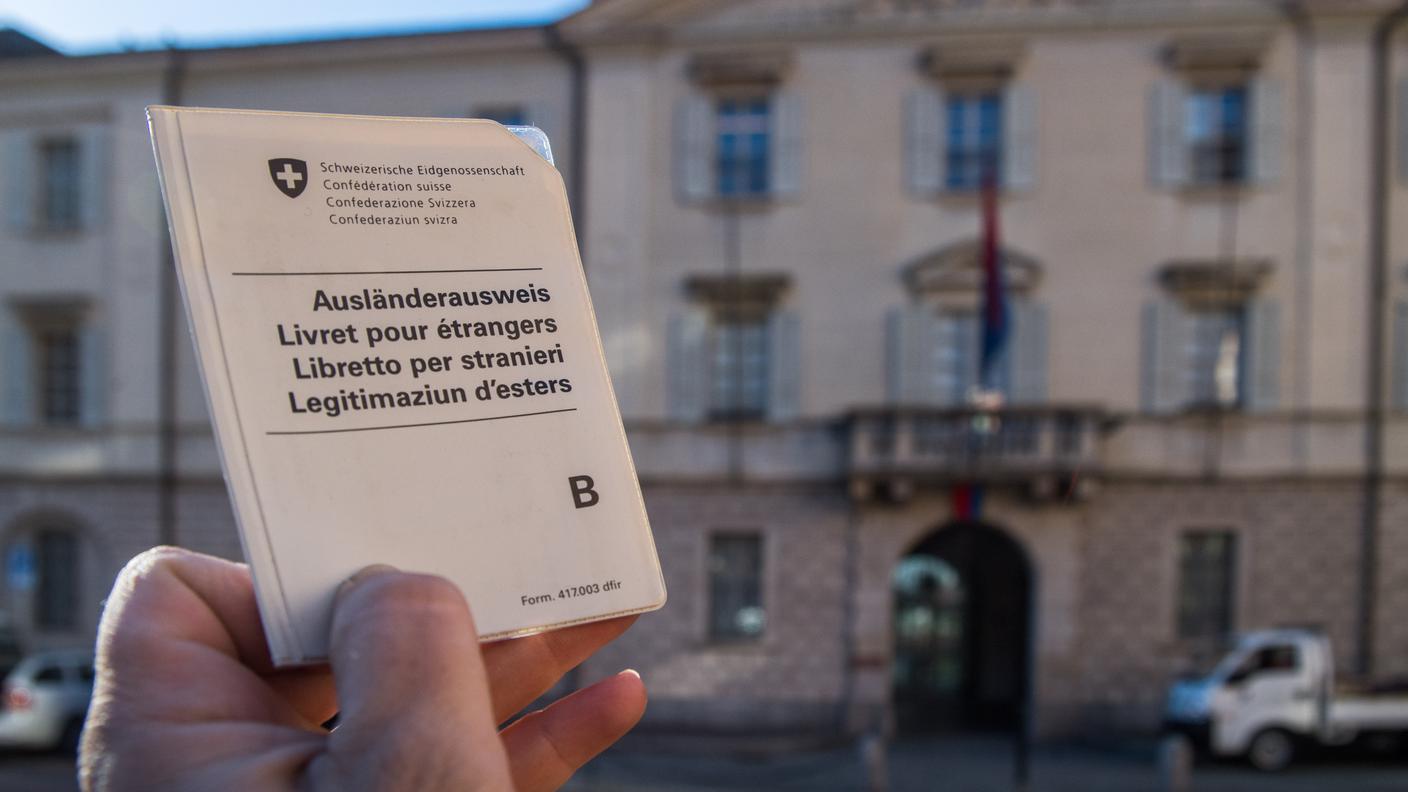 Schweizerische Eidgenossenschaft
Confédération suisse
Confederazione Svizzera
Confederaziun svizra
Ausländerausweis
Livret pour étrangers
Libretto per stranieri
Legitimaziun d'esters
B
Form. 417.003 dfir